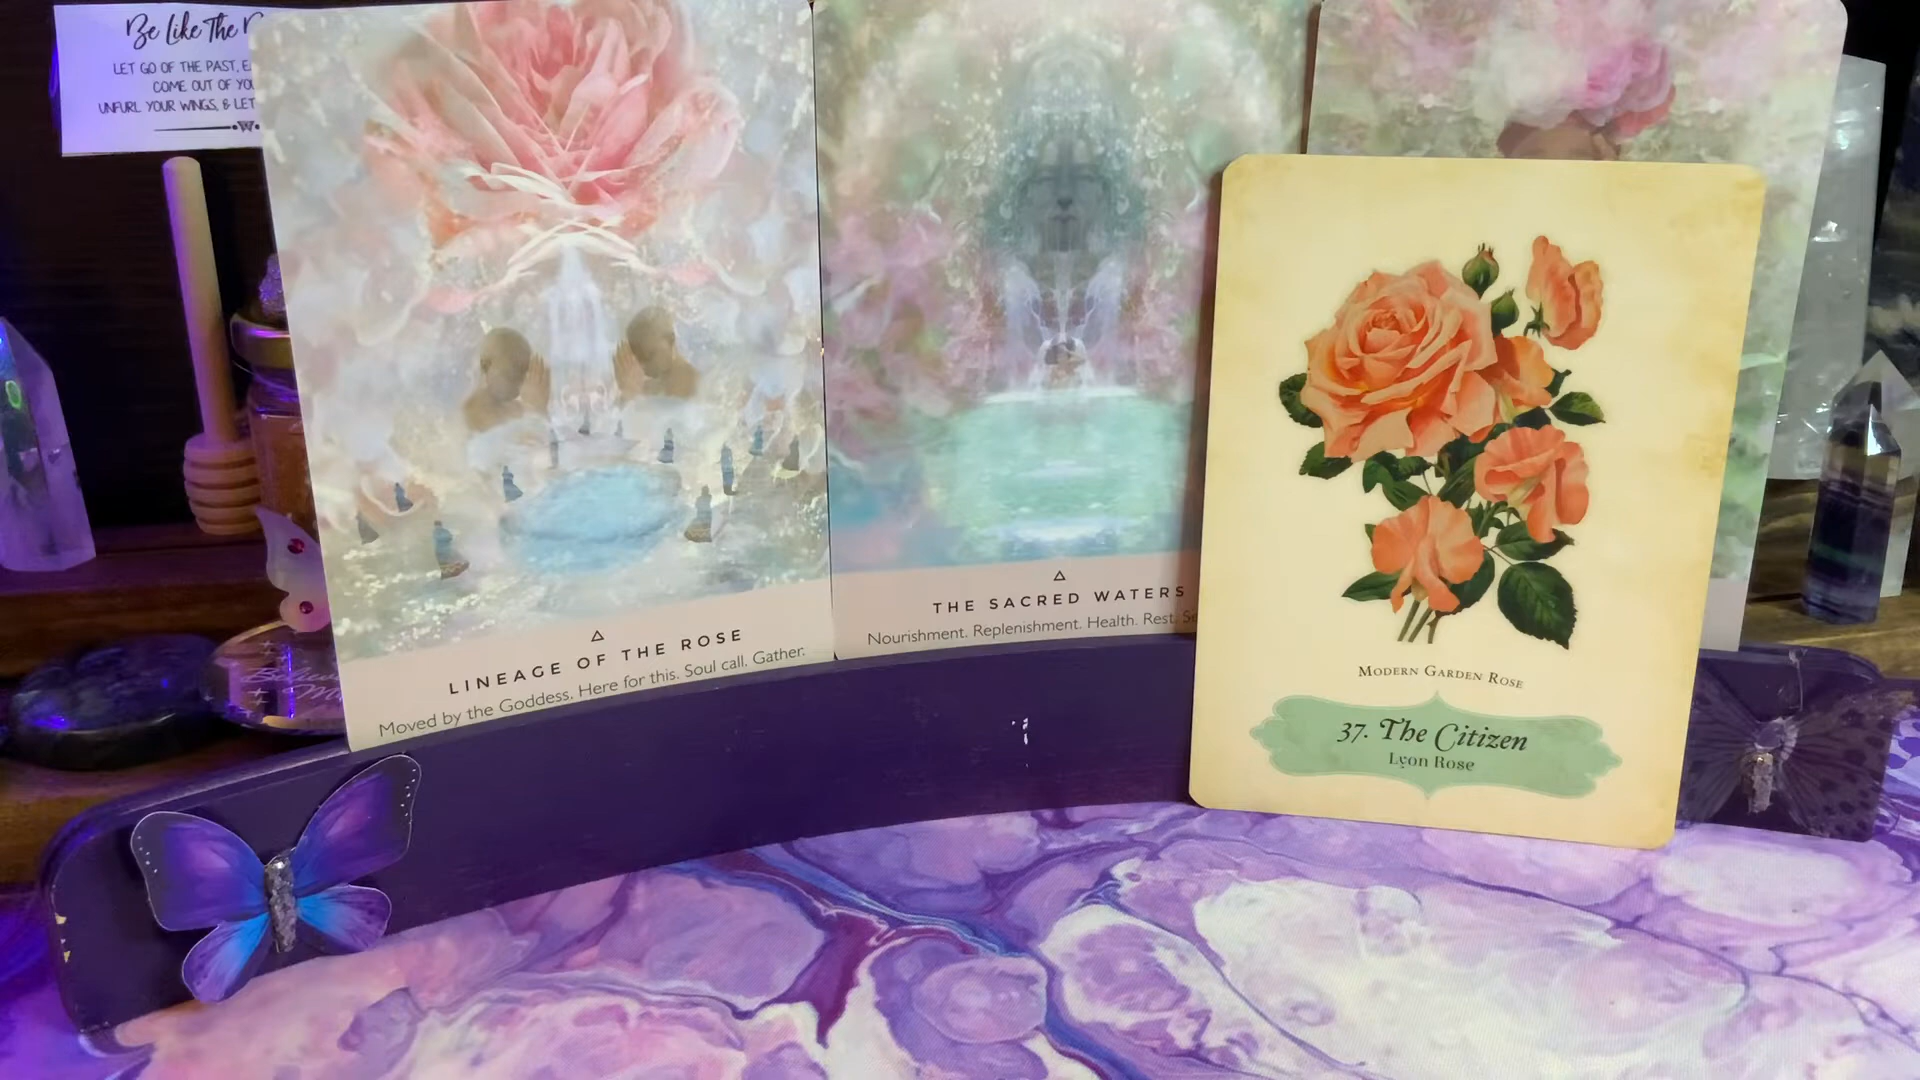 Be Like The
LET GO OF THE PAST,
COME OUT OF
UNFURL YOUR WINGS, & LET
LINEAGE OF THE ROSE
Moved by the Goddess. Here for this. Soul call. Gather.
THE SACRED WATERS
Nourishment. Replenishment. Health. Rest.
MODERN GARDEN ROSE
37. The Citizen
Lyon Rose
Believe